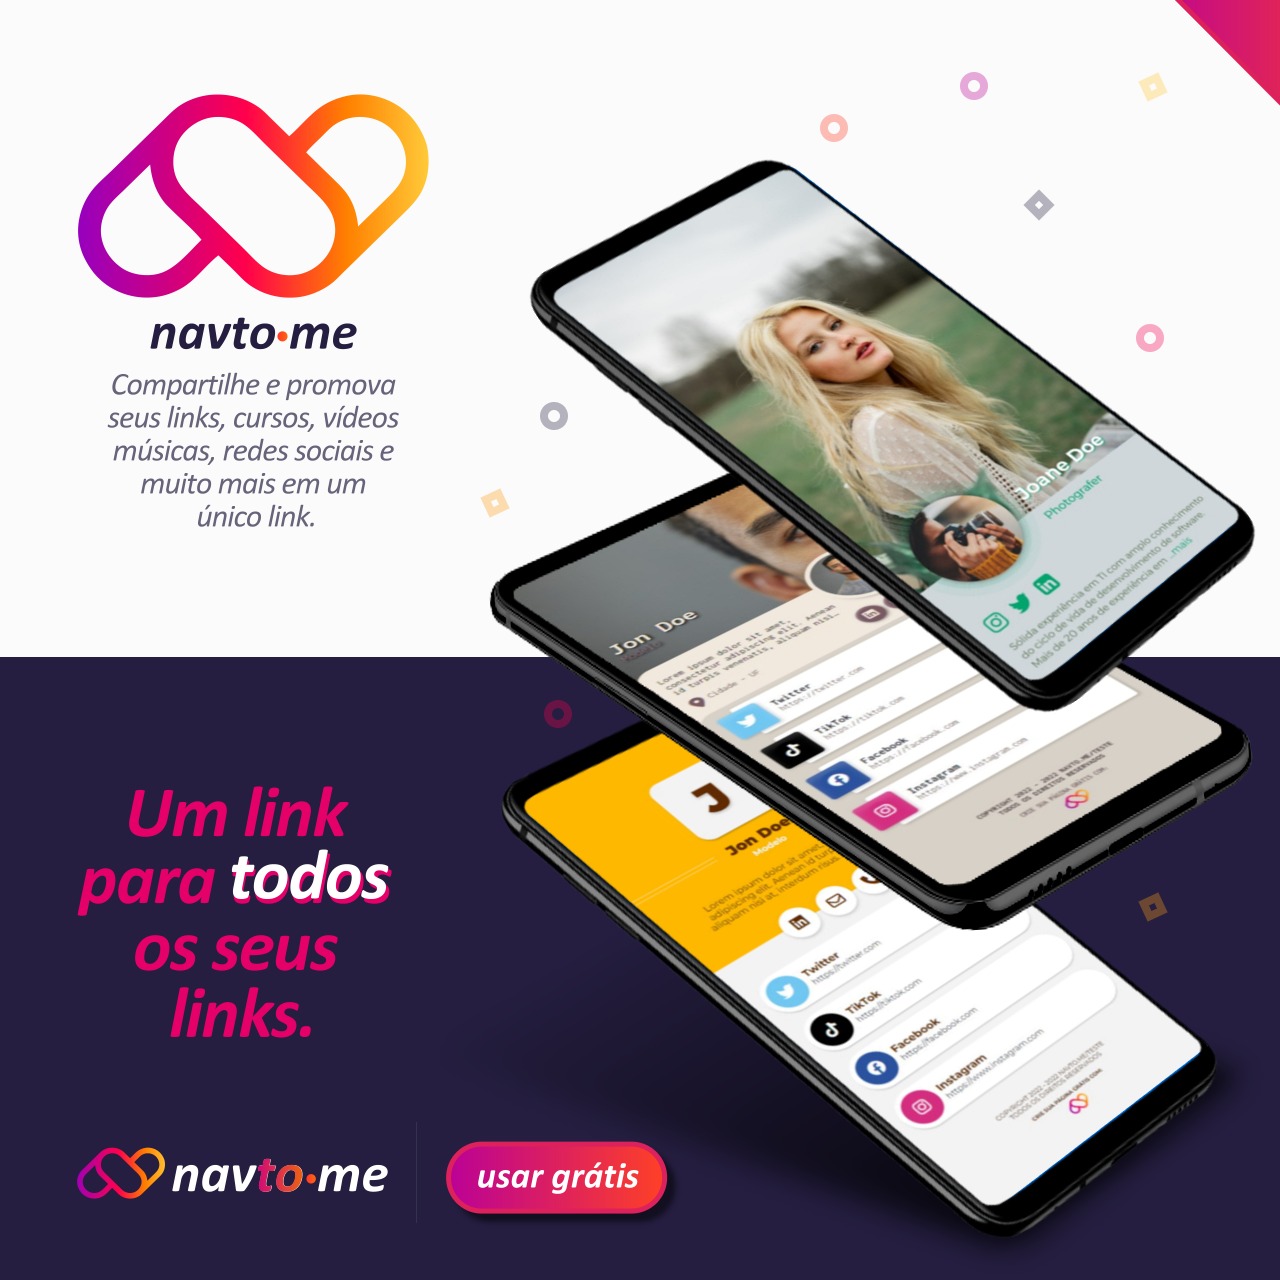 navto•me
Compartilhe e promova
seus links, cursos, vídeos
músicas, redes sociais e
muito mais em um
único link.
Joane Doe
Photografer
Sólida experiência em TI com amplo conhecimento
do ciclo de vida de desenvolvimento de software.
Mais de 20 anos de experiência em ...mais
Jon Doe
Lorem ipsum dolor sit amet,
consectetur adipiscing elit. Aenean
id turpis venenatis, aliquam nisi…
Cidade - UF
Twitter
https://twitter.com
TikTok
https://tiktok.com
Facebook
https://facebook.com
Instagram
https://www.instagram.com
COPYRIGHT 2022 - 2022 NAVTO.ME/TESTE
TODOS OS DIREITOS RESERVADOS
CRIE SUA PÁGINA GRÁTIS COM:
J
Jon Doe
Modelo
Lorem ipsum dolor sit amet,
adipiscing elit. Aenean id turp
aliquam nisi at, interdum risus.
Twitter
https://twitter.com
TikTok
https://tiktok.com
Facebook
https://facebook.com
Instagram
https://www.instagram.com
COPYRIGHT 2022 - 2022 NAVTO.ME/TESTE
TODOS OS DIREITOS RESERVADOS
CRIE SUA PÁGINA GRÁTIS COM:
Um link
para todos
os seus
links.
navto•me
usar grátis